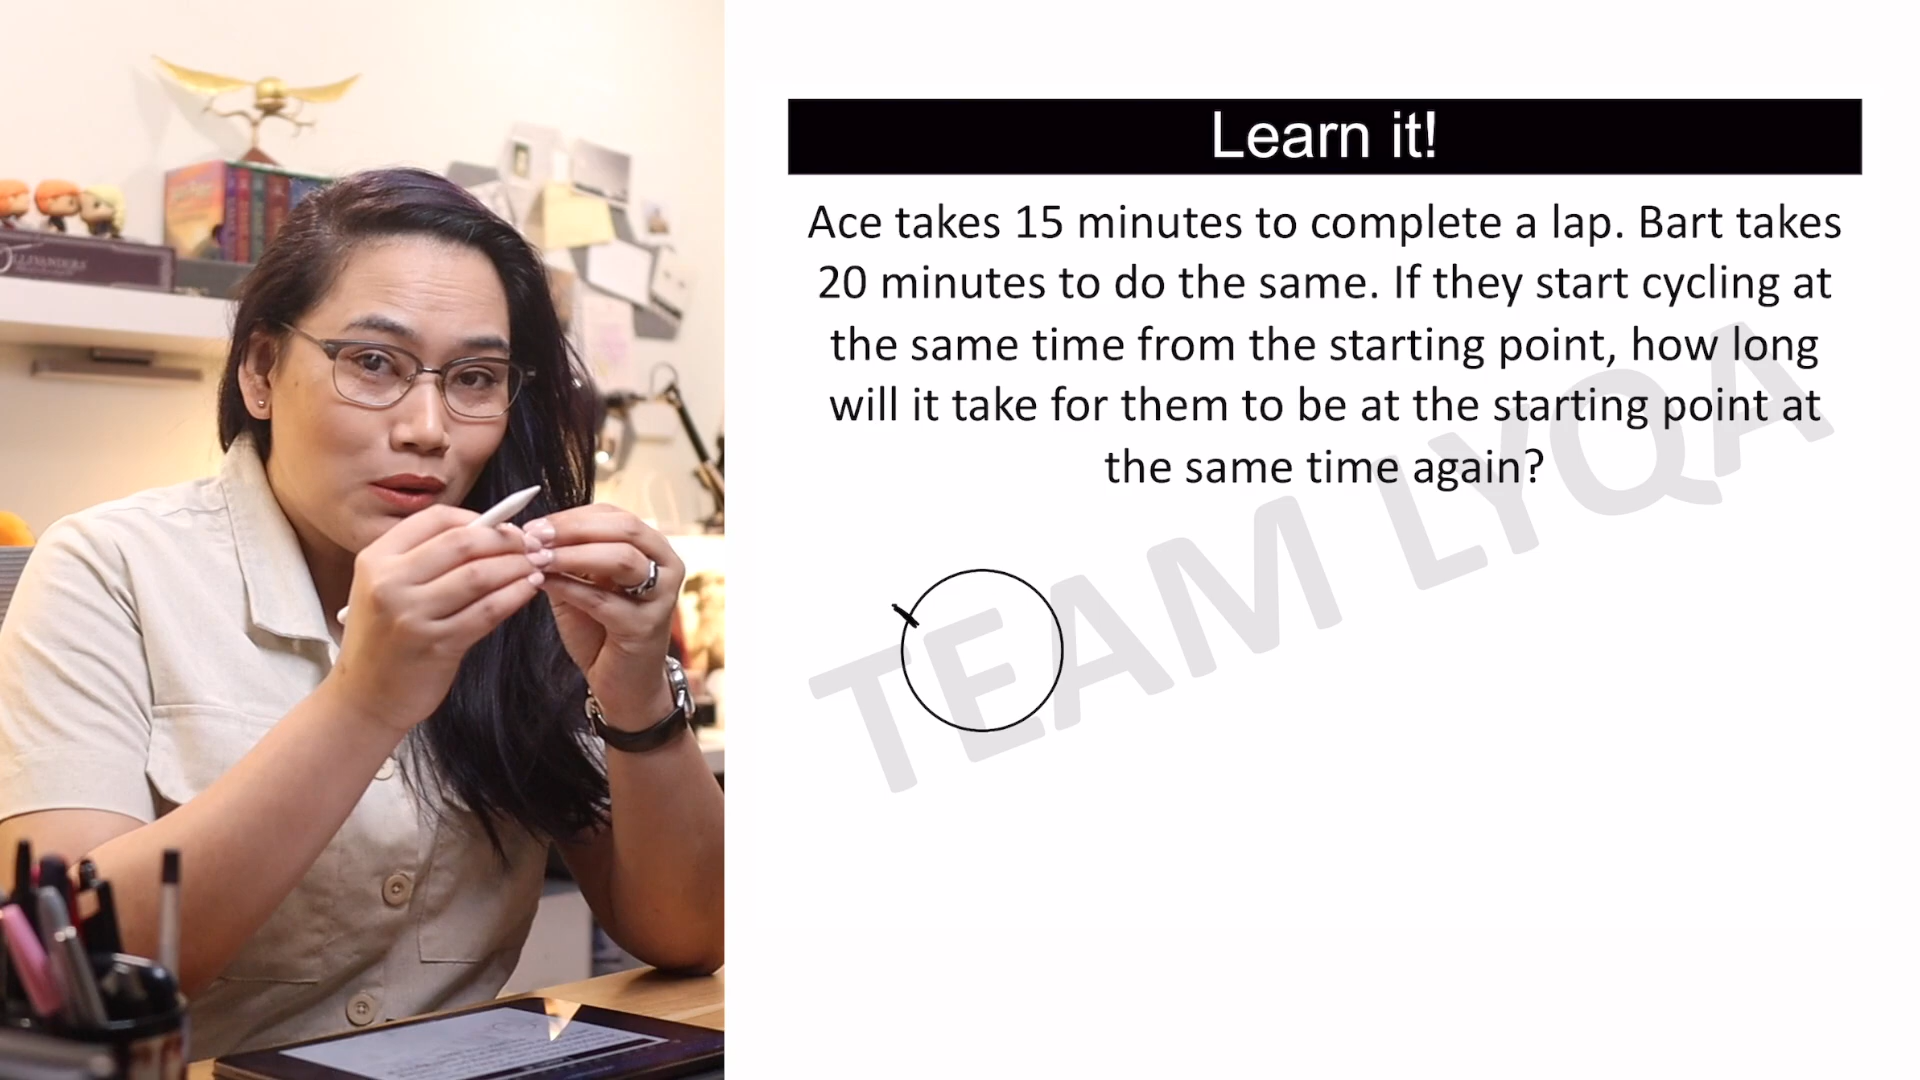 Learn it!
Ace takes 15 minutes to complete a lap. Bart takes
20 minutes to do the same. If they start cycling at
the same time from the starting point, how long
will it take for them to be at the starting point at
the same time again?
TEAM LYQA
OLLIVANDERS